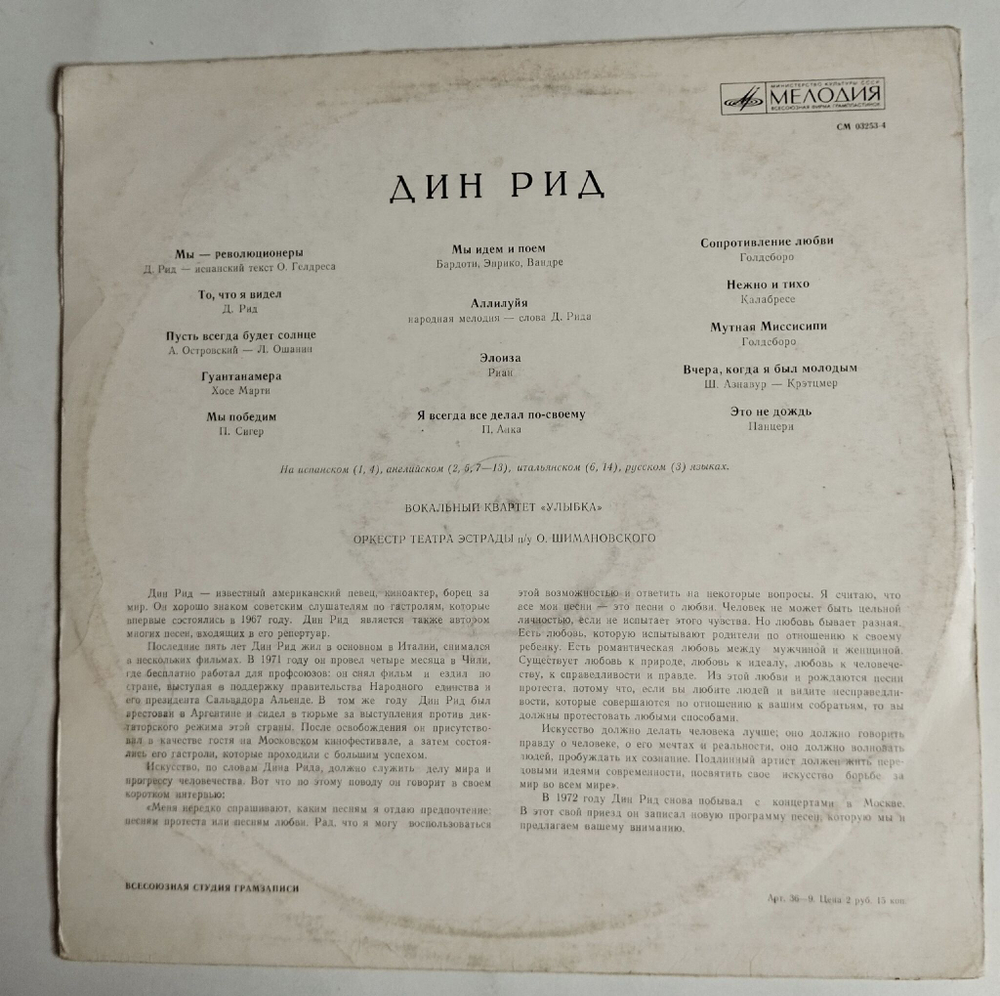 МИНИСТЕРСТВО КУЛЬТУРЫ СССР
МЕЛОДИЯ
ВСЕСОЮЗНАЯ ФИРМА ГРАМПЛАСТИНОК
СМ 03253-4
ДИН РИД
Мы — революционеры
Д. Рид — испанский текст О. Гелдреса
То, что я видел
Д. Рид
Пусть всегда будет солнце
А. Островский — Л. Ошанин
Гуантанамера
Хосе Марти
Мы победим
П. Сигер
Мы идем и поем
Бардоти, Энрико, Вандре
Аллилуйя
народная мелодия — слова Д. Рида
Элоиза
Риан
Я всегда все делал по-своему
П. Анка
Сопротивление любви
Голдсборо
Нежно и тихо
Калабресе
Мутная Миссисипи
Голдсборо
Вчера, когда я был молодым
Ш. Азнавур — Крэтцмер
Это не дождь
Панцери
На испанском (1, 4), английском (2, 5, 7—13), итальянском (6, 14), русском (3) языках.
ВОКАЛЬНЫЙ КВАРТЕТ «УЛЫБКА»
ОРКЕСТР ТЕАТРА ЭСТРАДЫ п/у О. ШИМАНОВСКОГО
Дин Рид — известный американский певец, киноактер, борец за
мир. Он хорошо знаком советским слушателям по гастролям, которые
впервые состоялись в 1967 году. Дин Рид является также автором
многих песен, входящих в его репертуар.
Последние пять лет Дин Рид жил в основном в Италии, снимался
в нескольких фильмах. В 1971 году он провел четыре месяца в Чили,
где бесплатно работал для профсоюзов: он снял фильм и ездил по
стране, выступая в поддержку правительства Народного единства и
его президента Сальвадора Альенде. В том же году Дин Рид был
арестован в Аргентине и сидел в тюрьме за выступления против дик-
таторского режима этой страны. После освобождения он присутство-
вал в качестве гостя на Московском кинофестивале, а затем состоя-
лись его гастроли, которые проходили с большим успехом.
Искусство, по словам Дина Рида, должно служить делу мира и
прогрессу человечества. Вот что по этому поводу он говорит в своем
коротком интервью:
«Меня нередко спрашивают, каким песням я отдаю предпочтение:
песням протеста или песням любви. Рад, что я могу воспользоваться
этой возможностью и ответить на некоторые вопросы. Я считаю, что
все мои песни — это песни о любви. Человек не может быть цельной
личностью, если не испытает этого чувства. Но любовь бывает разная.
Есть любовь, которую испытывают родители по отношению к своему
ребенку. Есть романтическая любовь между мужчиной и женщиной.
Существует любовь к природе, любовь к идеалу, любовь к человече-
ству, к справедливости и правде. Из этой любви и рождаются песни
протеста, потому что, если вы любите людей и видите несправедли-
вости, которые совершаются по отношению к вашим собратьям, то вы
должны протестовать любыми способами.
Искусство должно делать человека лучше; оно должно говорить
правду о человеке, о его мечтах и реальности, оно должно волновать
людей, пробуждать их сознание. Подлинный артист должен жить пере-
довыми идеями современности, посвятить свое искусство борьбе за
мир во всем мире».
В 1972 году Дин Рид снова побывал с концертами в Москве.
В этот свой приезд он записал новую программу песен, которую мы и
предлагаем вашему вниманию.
ВСЕСОЮЗНАЯ СТУДИЯ ГРАМЗАПИСИ
Арт. 36—9. Цена 2 руб. 15 коп.